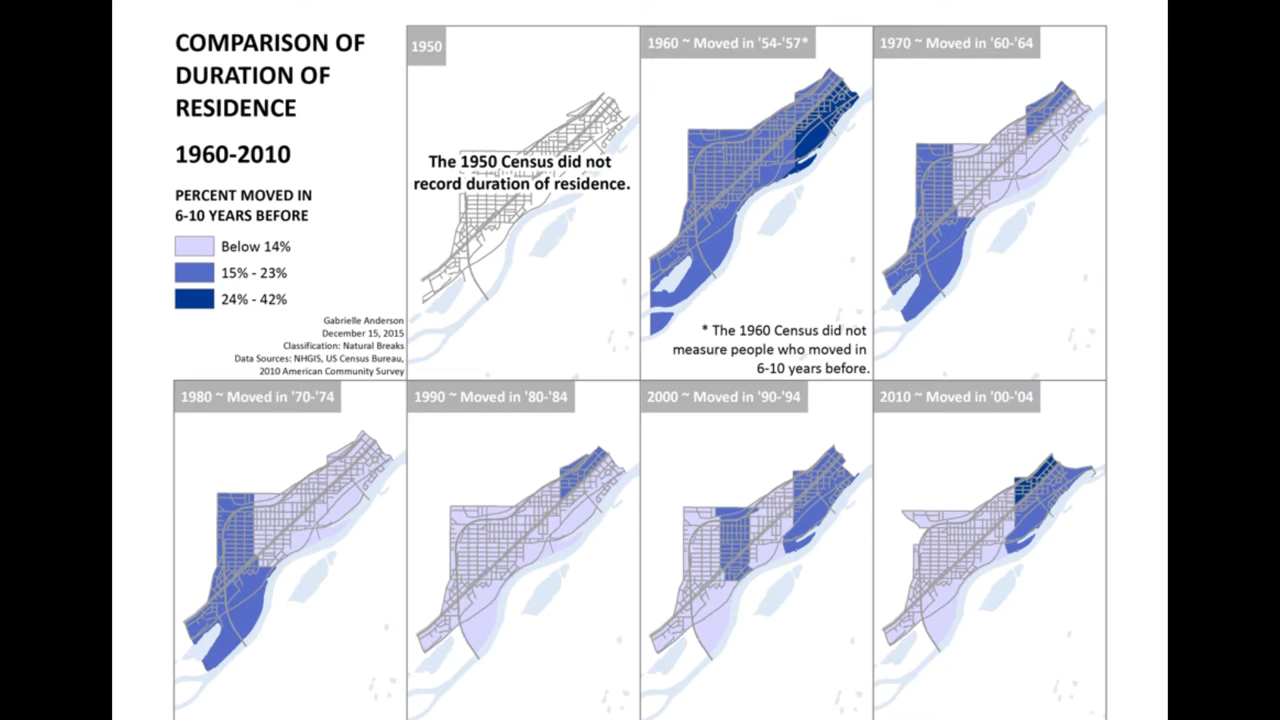 COMPARISON OF
DURATION OF
RESIDENCE
1960-2010
PERCENT MOVED IN
6-10 YEARS BEFORE
Below 14%
15% - 23%
24% - 42%
Gabrielle Anderson
December 15, 2015
Classification: Natural Breaks
Data Sources: NHGIS, US Census Bureau,
2010 American Community Survey
1950
The 1950 Census did not
record duration of residence.
1960 ~ Moved in '54-'57*
* The 1960 Census did not
measure people who moved in
6-10 years before.
1970 ~ Moved in '60-'64
1980 ~ Moved in '70-'74
1990 ~ Moved in '80-'84
2000 ~ Moved in '90-'94
2010 ~ Moved in '00-'04